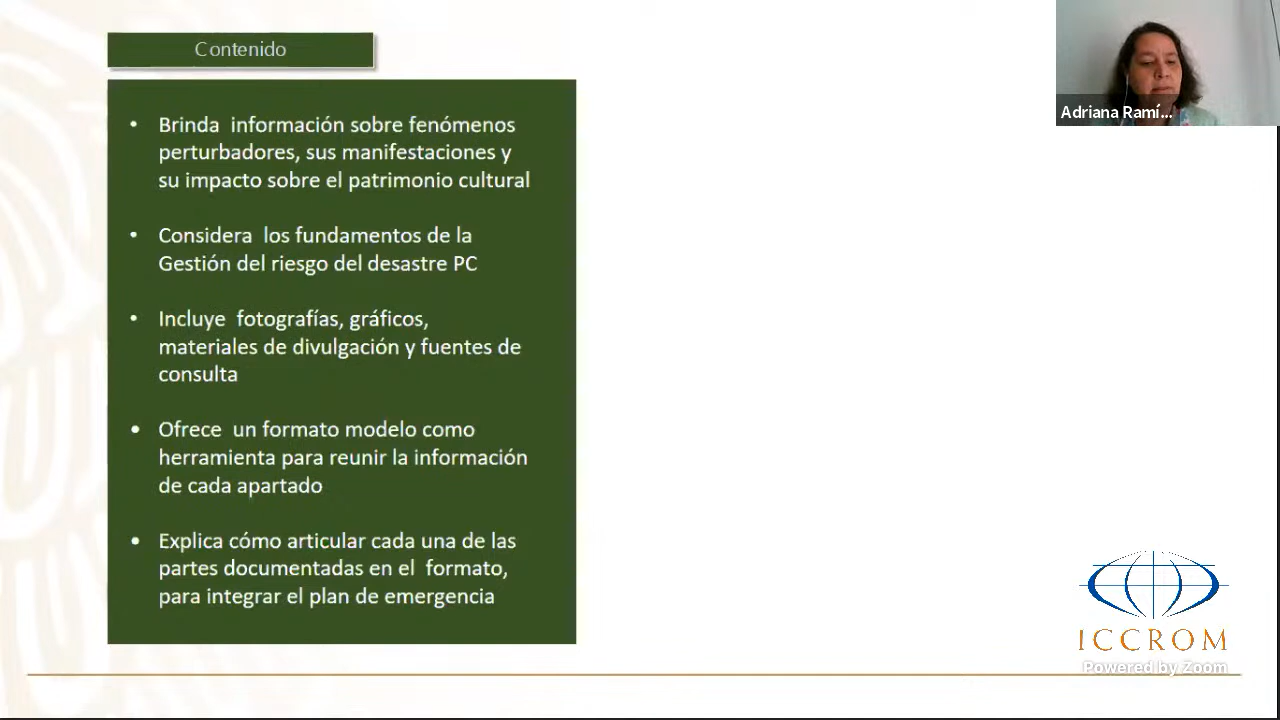 Contenido
• Brinda información sobre fenómenos
perturbadores, sus manifestaciones y
su impacto sobre el patrimonio cultural
• Considera los fundamentos de la
Gestión del riesgo del desastre PC
• Incluye fotografías, gráficos,
materiales de divulgación y fuentes de
consulta
• Ofrece un formato modelo como
herramienta para reunir la información
de cada apartado
• Explica cómo articular cada una de las
partes documentadas en el formato,
para integrar el plan de emergencia
Adriana Ramí...
ICCROM
Powered by Zoom